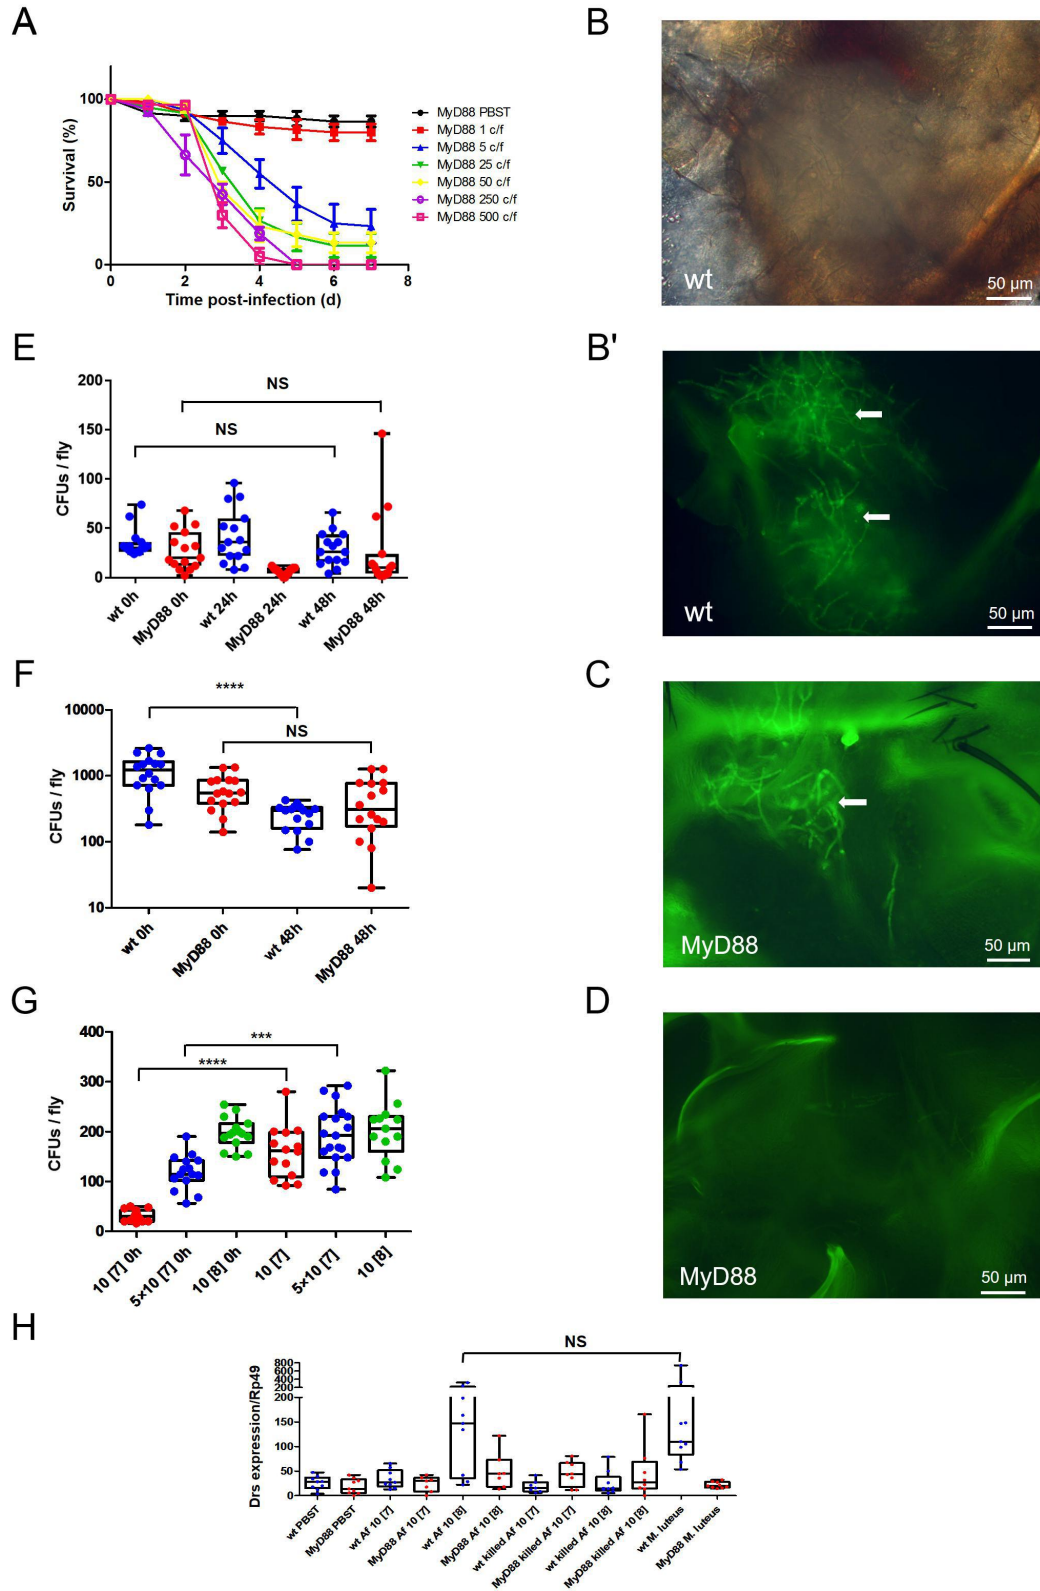 A
Survival (%)
100
50
0
0 2 4 6 8
Time post-infection (d)
MyD88 PBST
MyD88 1 c/f
MyD88 5 c/f
MyD88 25 c/f
MyD88 50 c/f
MyD88 250 c/f
MyD88 500 c/f
B
wt
50 µm
E
CFUs / fly
200
150
100
50
0
NS
NS
wt 0h
MyD88 0h
wt 24h
MyD88 24h
wt 48h
MyD88 48h
B'
wt
50 µm
F
CFUs / fly
10000
1000
100
10
****
NS
wt 0h
MyD88 0h
wt 48h
MyD88 48h
C
MyD88
50 µm
G
CFUs / fly
400
300
200
100
0
***
****
10 [7] 0h
5×10 [7] 0h
10 [8] 0h
10 [7]
5×10 [7]
10 [8]
D
MyD88
50 µm
H
Drs expression/Rp49
800
600
400
200
200
150
100
50
0
NS
wt PBST
MyD88 PBST
wt Af 10 [7]
MyD88 Af 10 [7]
wt Af 10 [8]
MyD88 Af 10 [8]
wt killed Af 10 [7]
MyD88 killed Af 10 [7]
wt killed Af 10 [8]
MyD88 killed Af 10 [8]
wt M. luteus
MyD88 M. luteus